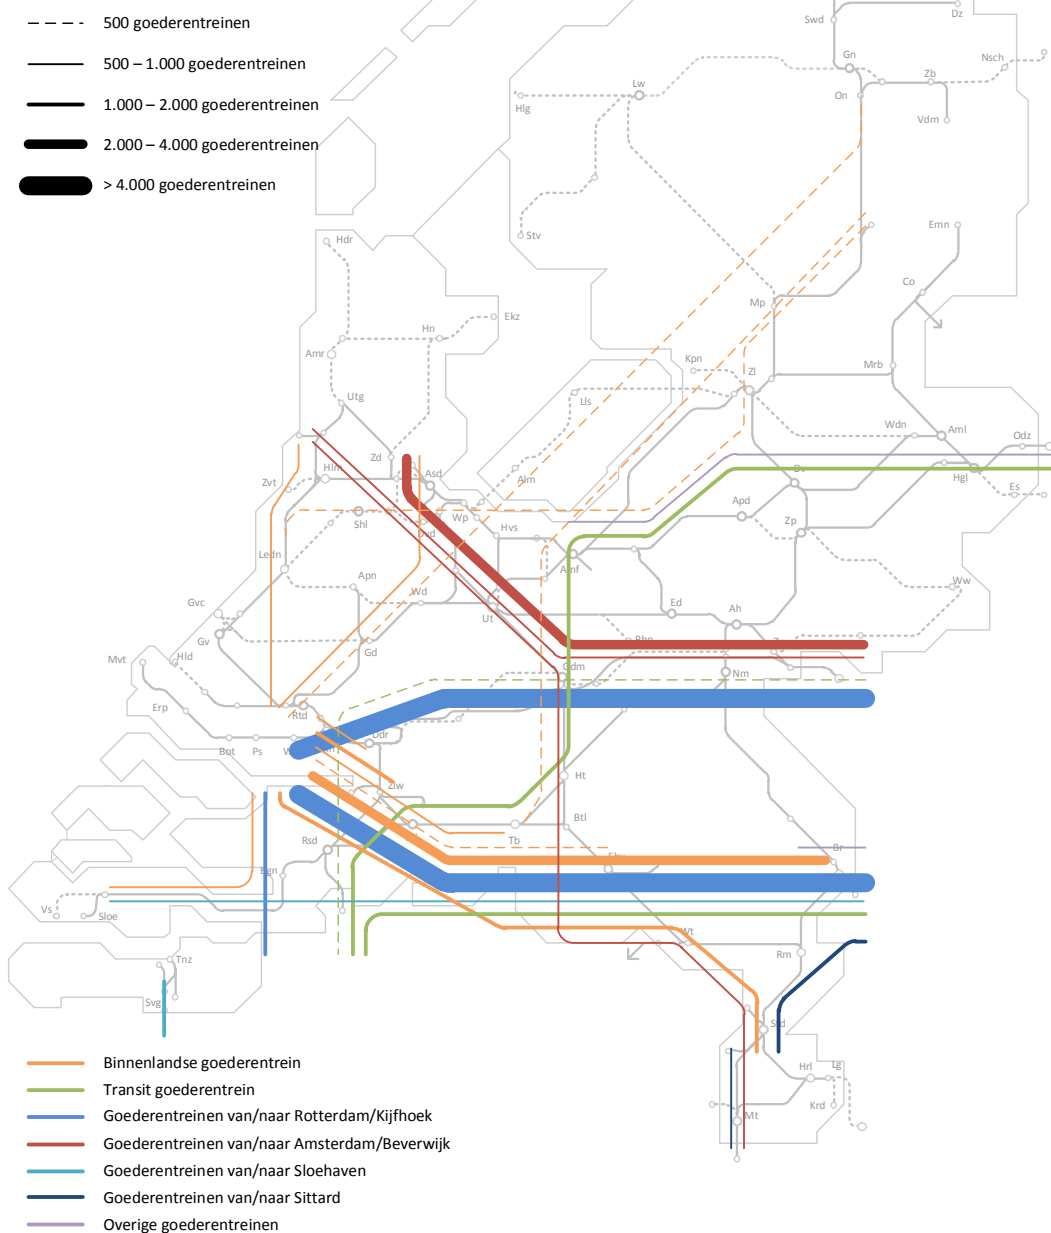 500 goederentreinen
500 – 1.000 goederentreinen
1.000 – 2.000 goederentreinen
2.000 – 4.000 goederentreinen
> 4.000 goederentreinen
Swd
Dz
Gn
Nsch
Zb
Lw
On
Hlg
Vdm
Stv
Emn
Hdr
Co
Mp
Ekz
Hn
Amr
Kpn
Zl
Mrb
Utg
Lls
Wdn
Aml
Odz
Zd
Hlm
Asd
Zvt
Alm
Dv
Hgl
Es
Apd
Shl
Wp
Hvs
Dvd
Zp
Ledn
Amf
Apn
Ww
Wd
Gvc
Ut
Ed
Ah
Gv
Gd
Rhn
Mvt
Hld
Gdm
Nm
Erp
Rtd
Bot
Ps
Ddr
Zlw
Ht
Btl
Rsd
Tb
Ehv
Br
Bgn
Vs
Sloe
Wt
Rm
Tnz
Svg
Std
Hrl
Lg
Krd
Mt
Binnenlandse goederentrein
Transit goederentrein
Goederentreinen van/naar Rotterdam/Kijfhoek
Goederentreinen van/naar Amsterdam/Beverwijk
Goederentreinen van/naar Sloehaven
Goederentreinen van/naar Sittard
Overige goederentreinen